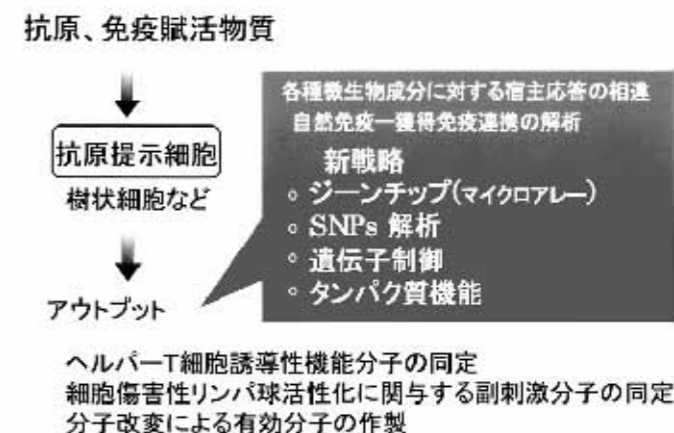 抗原、免疫賦活物質
抗原提示細胞
樹状細胞など
アウトプット
各種微生物成分に対する宿主応答の相違
自然免疫ー獲得免疫連携の解析
新戦略
○ ジーンチップ(マイクロアレー)
○ SNPs 解析
○ 遺伝子制御
○ タンパク質機能
ヘルパーT細胞誘導性機能分子の同定
細胞傷害性リンパ球活性化に関与する副刺激分子の同定
分子改変による有効分子の作製